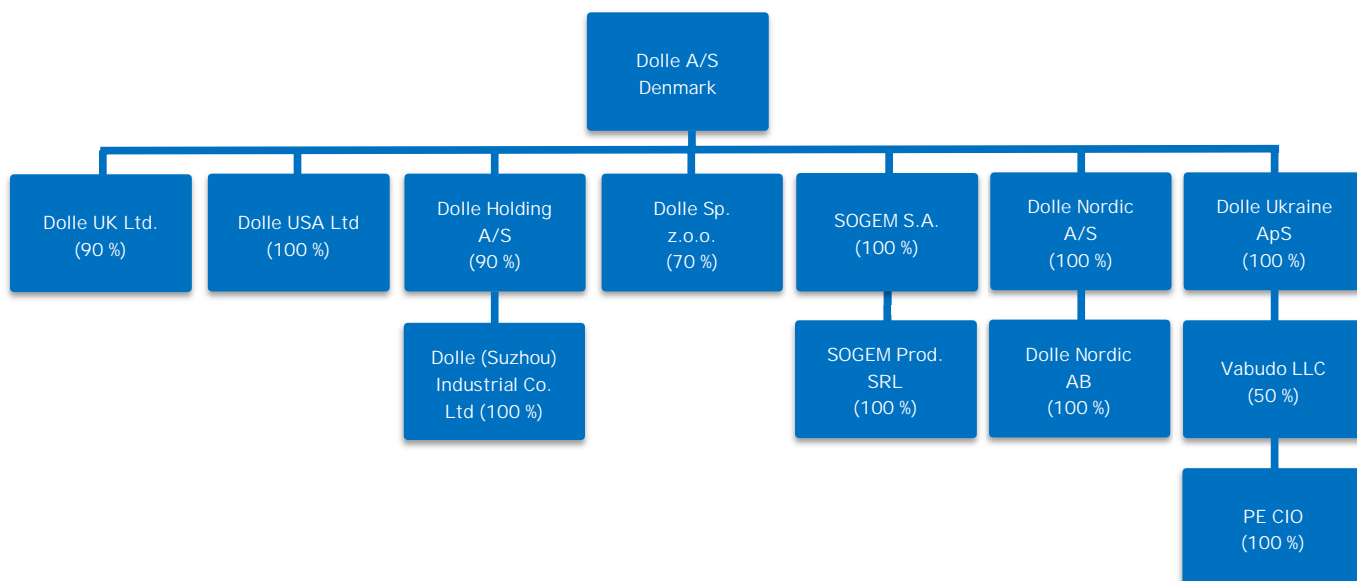 Dolle A/S
Denmark
Dolle UK Ltd.
(90 %)
Dolle USA Ltd
(100 %)
Dolle Holding
A/S
(90 %)
Dolle Sp.
z.o.o.
(70 %)
SOGEM S.A.
(100 %)
Dolle Nordic
A/S
(100 %)
Dolle Ukraine
ApS
(100 %)
Dolle (Suzhou)
Industrial Co.
Ltd (100 %)
SOGEM Prod.
SRL
(100 %)
Dolle Nordic
AB
(100 %)
Vabudo LLC
(50 %)
PE CIO
(100 %)